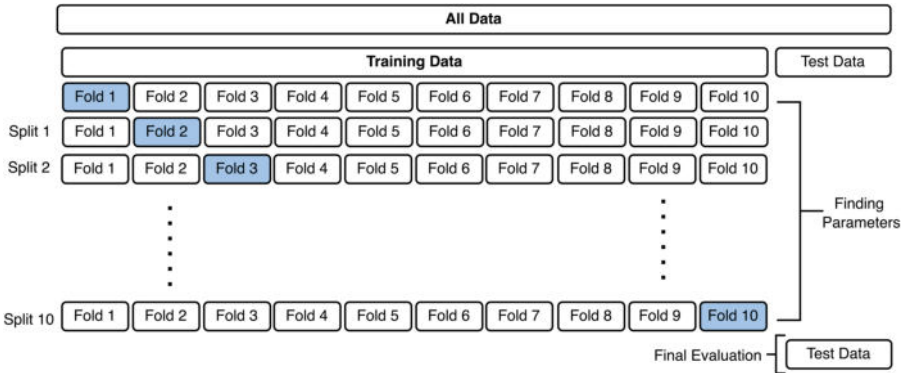 All Data
Training Data Test Data
Fold 1 Fold 2 Fold 3 Fold 4 Fold 5 Fold 6 Fold 7 Fold 8 Fold 9 Fold 10
Split 1 Fold 1 Fold 2 Fold 3 Fold 4 Fold 5 Fold 6 Fold 7 Fold 8 Fold 9 Fold 10
Split 2 Fold 1 Fold 2 Fold 3 Fold 4 Fold 5 Fold 6 Fold 7 Fold 8 Fold 9 Fold 10
Finding
Parameters
Split 10 Fold 1 Fold 2 Fold 3 Fold 4 Fold 5 Fold 6 Fold 7 Fold 8 Fold 9 Fold 10
Final Evaluation Test Data